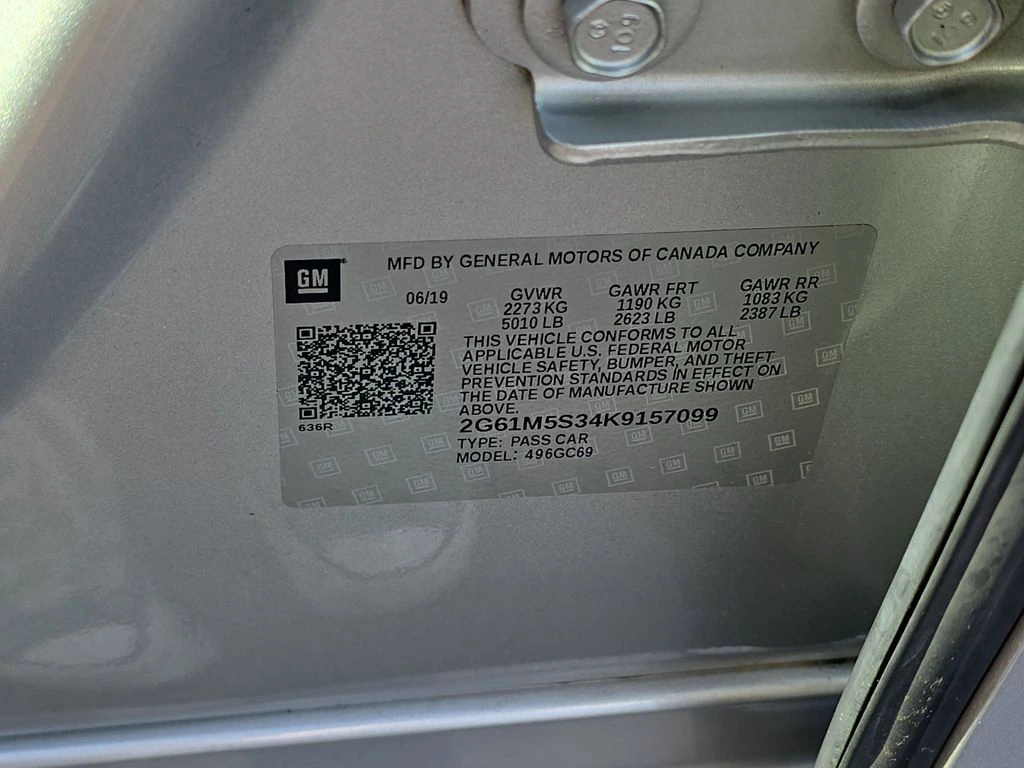 109
109
MFD BY GENERAL MOTORS OF CANADA COMPANY
GM
06/19
GVWR
2273 KG
5010 LB
GAWR FRT
1190 KG
2623 LB
GAWR RR
1083 KG
2387 LB
THIS VEHICLE CONFORMS TO ALL
APPLICABLE U.S. FEDERAL MOTOR
VEHICLE SAFETY, BUMPER, AND THEFT
PREVENTION STANDARDS IN EFFECT ON
THE DATE OF MANUFACTURE SHOWN
ABOVE.
636R
2G61M5S34K9157099
TYPE: PASS CAR
MODEL: 496GC69